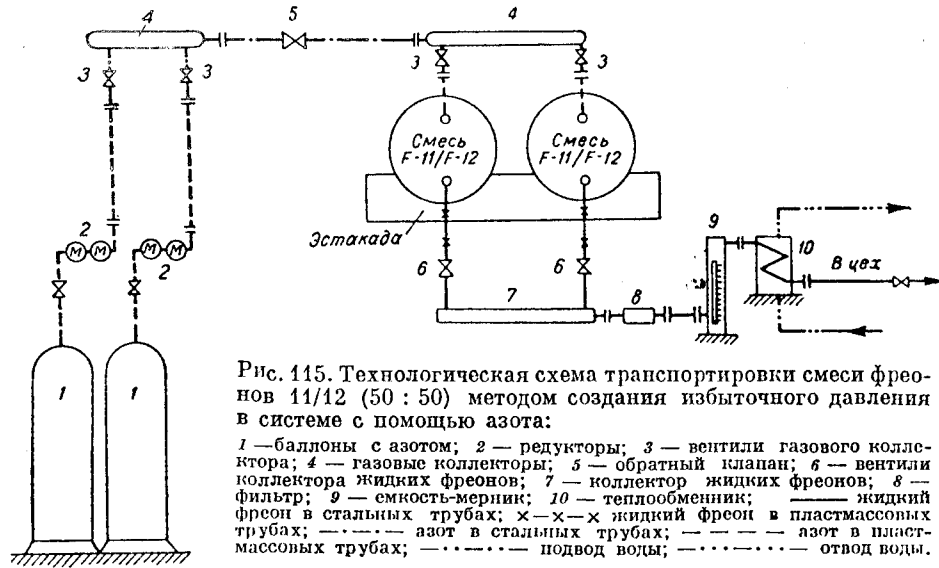 4
5
4
3
3
3
3
Смесь
F-11/F-12
Смесь
F-11/F-12
2
М М
М М
2
Эстакада
6
6
9
10
В цех
7
8
1
1
Рис. 115. Технологическая схема транспортировки смеси фрео-
нов 11/12 (50 : 50) методом создания избыточного давления
в системе с помощью азота:
1 — баллоны с азотом; 2 — редукторы; 3 — вентили газового колле-
ктора; 4 — газовые коллекторы; 5 — обратный клапан; 6 — вентили
коллектора жидких фреонов; 7 — коллектор жидких фреонов; 8 —
фильтр; 9 — емкость-мерник; 10 — теплообменник; ——— жидкий
фреон в стальных трубах; ×—×—× жидкий фреон в пластмассовых
трубах; —·—·—·— азот в стальных трубах; — — — — азот в пласт-
массовых трубах; —··—··— подвод воды; —···—···— отвод воды.